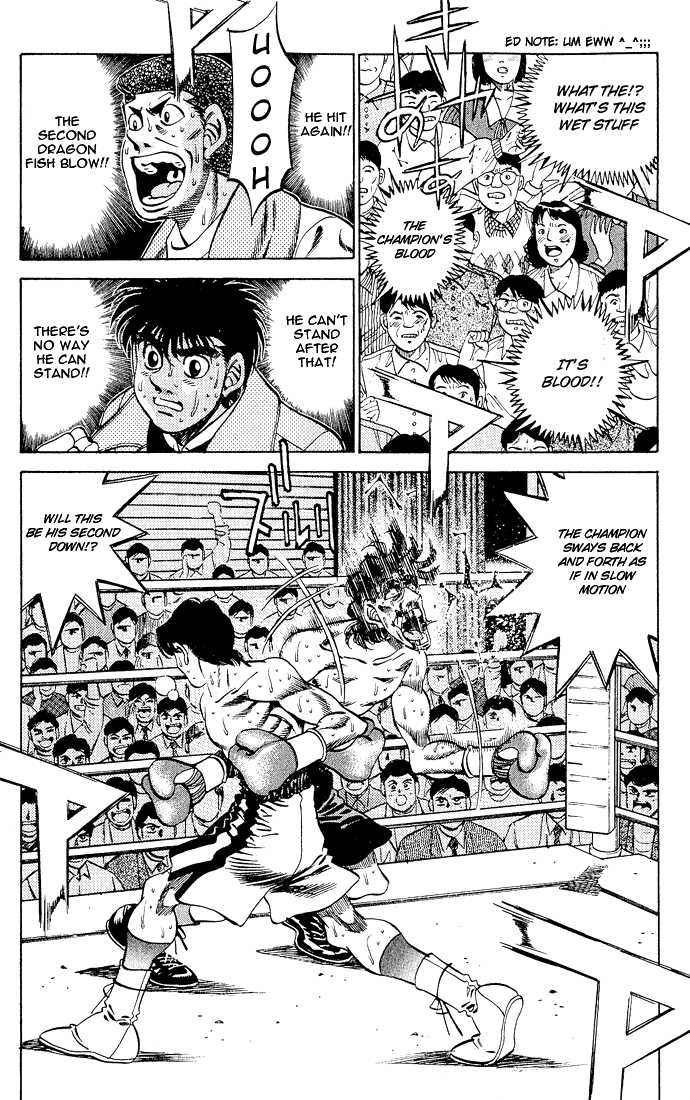 ED NOTE: UM EWW ^_^;;;
WHAT THE!?
WHAT'S THIS
WET STUFF
THE
CHAMPION'S
BLOOD
IT'S
BLOOD!!
HE HIT
AGAIN!!
UOOOH
THE
SECOND
DRAGON
FISH BLOW!!
HE CAN'T
STAND
AFTER
THAT!
THERE'S
NO WAY
HE CAN
STAND!!
THE CHAMPION
SWAYS BACK
AND FORTH AS
IF IN SLOW
MOTION
WILL THIS
BE HIS SECOND
DOWN!?